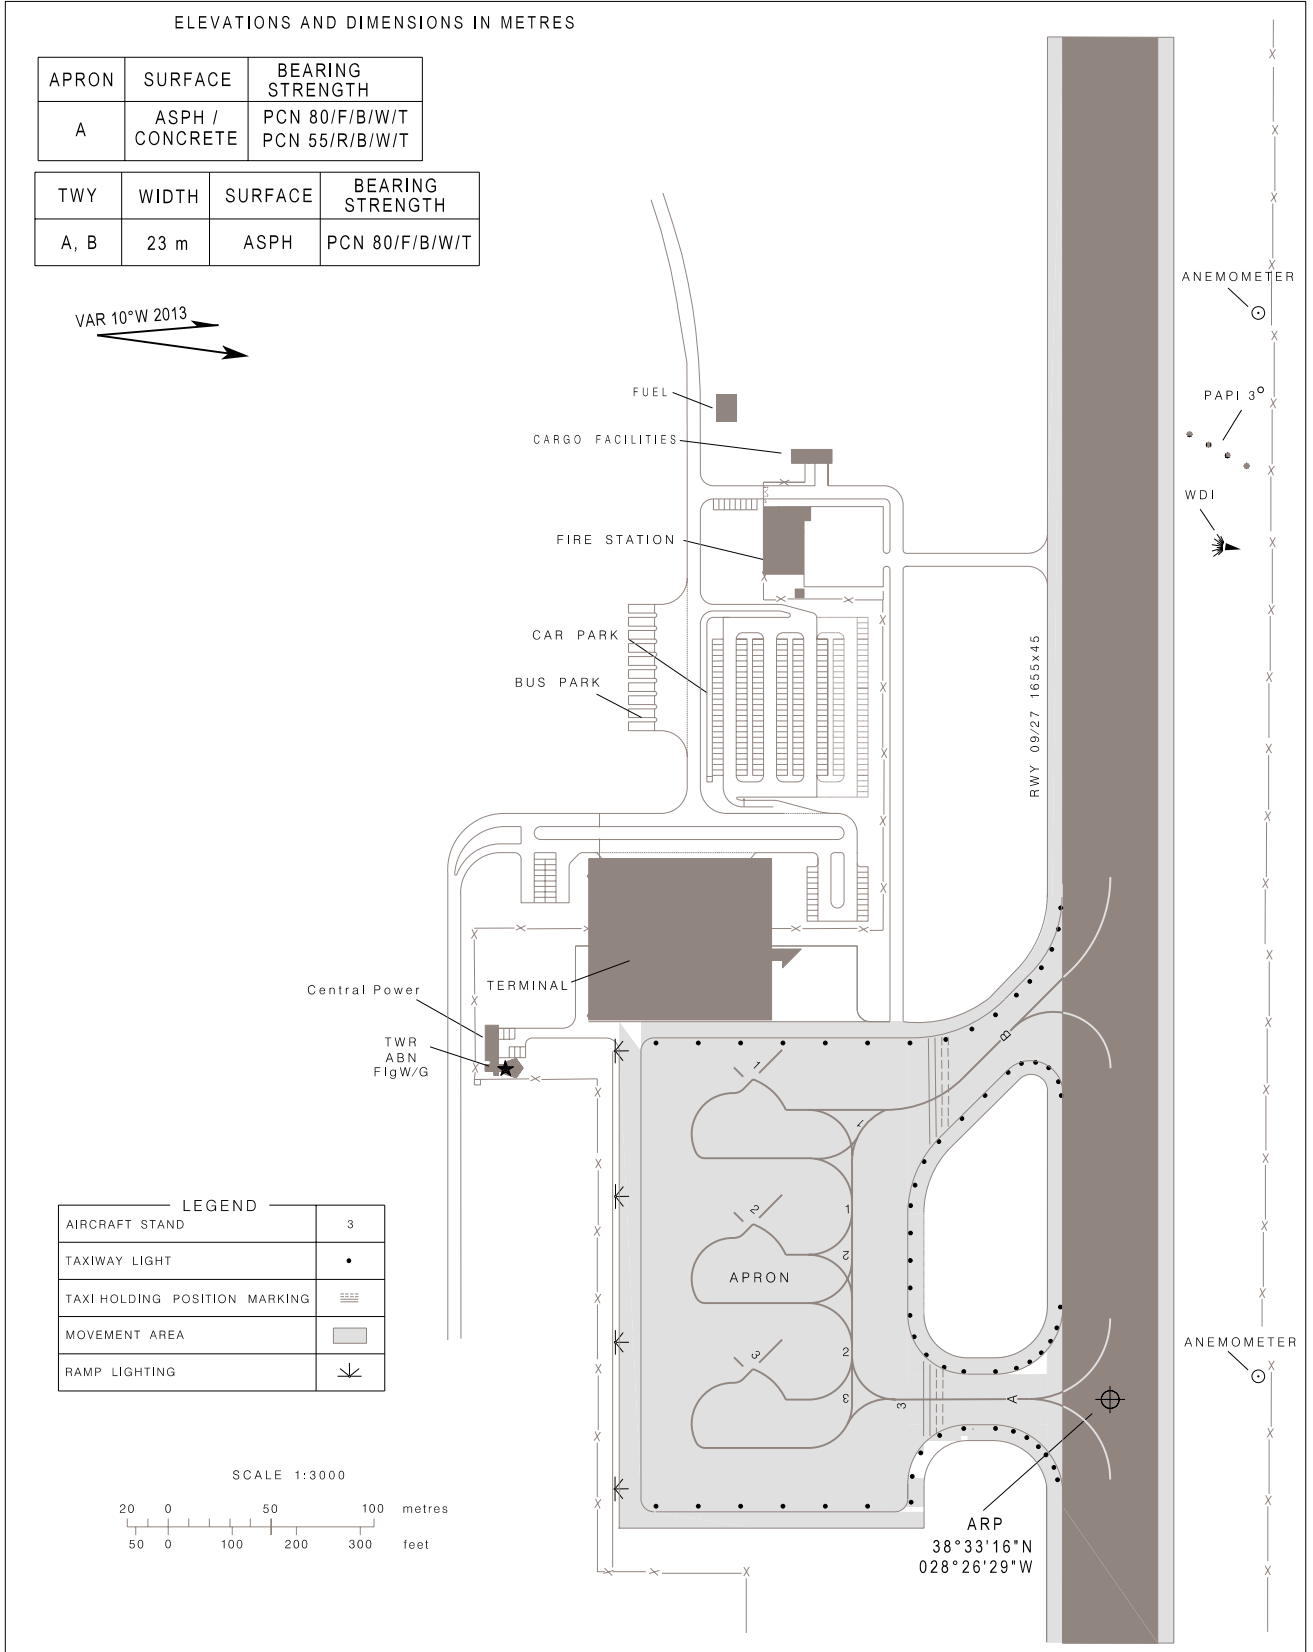 ELEVATIONS AND DIMENSIONS IN METRES
APRON SURFACE BEARING STRENGTH
A ASPH / CONCRETE PCN 80/F/B/W/T PCN 55/R/B/W/T
TWY WIDTH SURFACE BEARING STRENGTH
A, B 23 m ASPH PCN 80/F/B/W/T
VAR 10°W 2013
ANEMOMETER
FUEL
PAPI 3°
CARGO FACILITIES
WDI
FIRE STATION
CAR PARK
BUS PARK
RWY 09/27 1655x45
TERMINAL
Central Power
TWR
ABN
FlgW/G
B
1
1
1
2
2
APRON
2
3
3
3
A
ANEMOMETER
LEGEND
AIRCRAFT STAND 3
TAXIWAY LIGHT
TAXI HOLDING POSITION MARKING
MOVEMENT AREA
RAMP LIGHTING
SCALE 1:3000
20 0 50 100 metres
50 0 100 200 300 feet
ARP
38°33'16"N
028°26'29"W